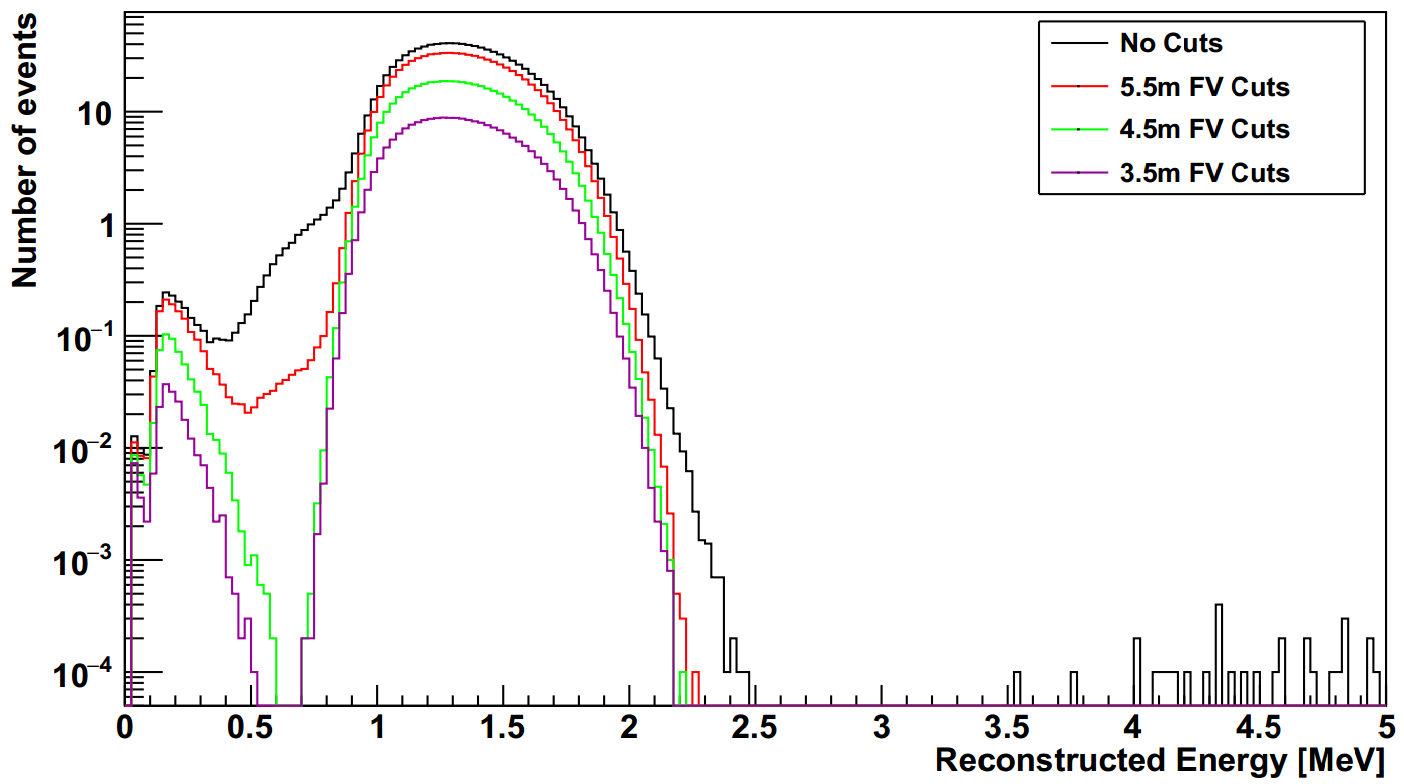 Number of events
10
1
10⁻¹
10⁻²
10⁻³
10⁻⁴
No Cuts
5.5m FV Cuts
4.5m FV Cuts
3.5m FV Cuts
0 0.5 1 1.5 2 2.5 3 3.5 4 4.5 5
Reconstructed Energy [MeV]